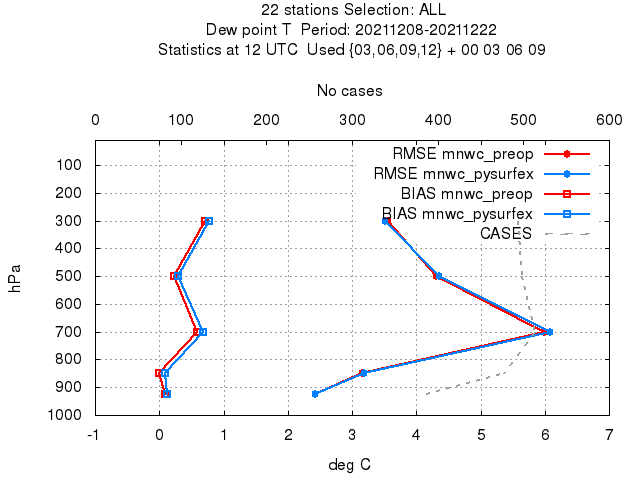 22 stations Selection: ALL
Dew point T  Period: 20211208-20211222
Statistics at 12 UTC  Used {03,06,09,12} + 00 03 06 09
No cases
0 100 200 300 400 500 600
RMSE mnwc_preop
RMSE mnwc_pysurfex
BIAS mnwc_preop
BIAS mnwc_pysurfex
CASES
100
200
300
400
500
600
700
800
900
1000
hPa
-1 0 1 2 3 4 5 6 7
deg C